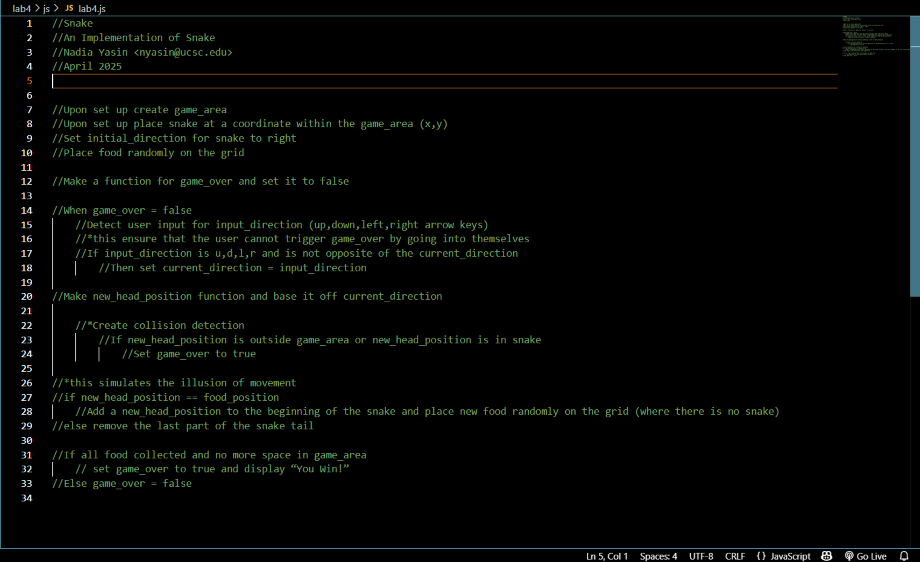 lab4 > js > JS lab4.js
1 //Snake
2 //An Implementation of Snake
3 //Nadia Yasin <nyasin@ucsc.edu>
4 //April 2025
5
6
7 //Upon set up create game_area
8 //Upon set up place snake at a coordinate within the game_area (x,y)
9 //Set initial_direction for snake to right
10 //Place food randomly on the grid
11
12 //Make a function for game_over and set it to false
13
14 //When game_over = false
15 //Detect user input for input_direction (up,down,left,right arrow keys)
16 //*this ensure that the user cannot trigger game_over by going into themselves
17 //If input_direction is u,d,l,r and is not opposite of the current_direction
18 //Then set current_direction = input_direction
19
20 //Make new_head_position function and base it off current_direction
21
22 //*Create collision detection
23 //If new_head_position is outside game_area or new_head_position is in snake
24 //Set game_over to true
25
26 //*this simulates the illusion of movement
27 //if new_head_position == food_position
28 //Add a new_head_position to the beginning of the snake and place new food randomly on the grid (where there is no snake)
29 //else remove the last part of the snake tail
30
31 //If all food collected and no more space in game_area
32 // set game_over to true and display “You Win!”
33 //Else game_over = false
34
Ln 5, Col 1 Spaces: 4 UTF-8 CRLF {} JavaScript Go Live